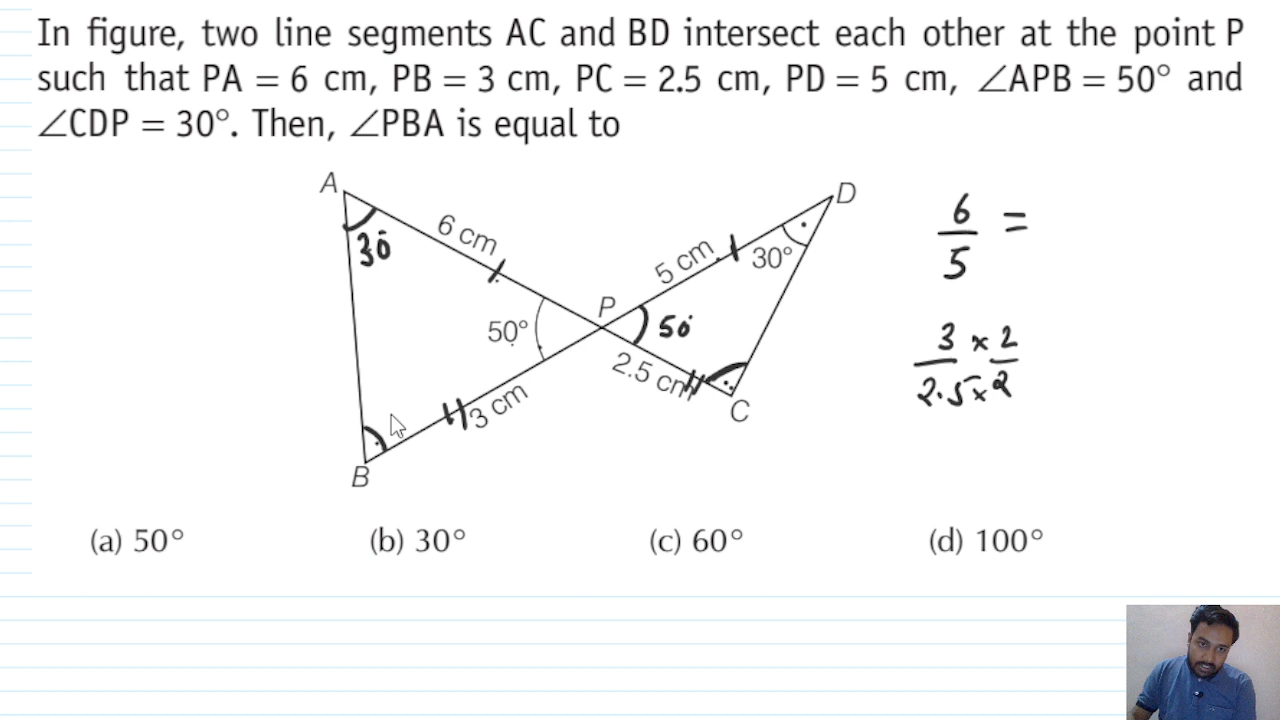 In figure, two line segments AC and BD intersect each other at the point P
such that PA = 6 cm, PB = 3 cm, PC = 2.5 cm, PD = 5 cm, ∠APB = 50° and
∠CDP = 30°. Then, ∠PBA is equal to
A
D
6 cm
30°
5 cm
30°
6/5 =
P
50°
50°
2.5 cm
3 × 2 / 2.5 × 2
3 cm
C
B
(a) 50° (b) 30° (c) 60° (d) 100°